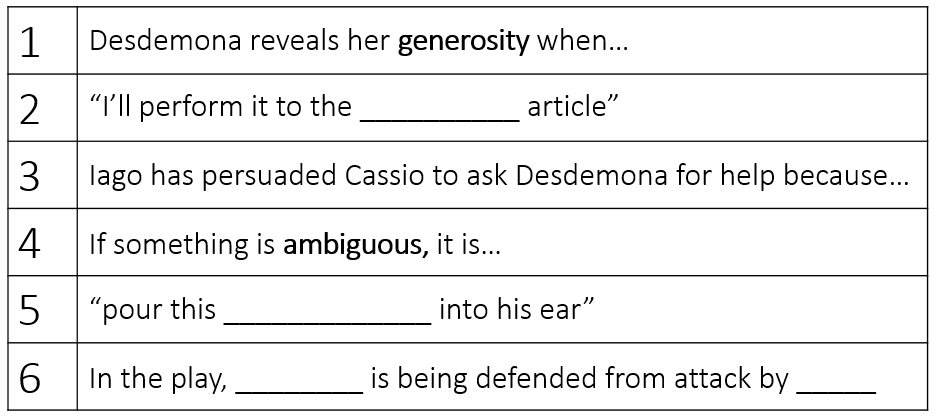 1 Desdemona reveals her generosity when…
2 “I’ll perform it to the __________ article”
3 Iago has persuaded Cassio to ask Desdemona for help because…
4 If something is ambiguous, it is…
5 “pour this _____________ into his ear”
6 In the play, ________ is being defended from attack by _____